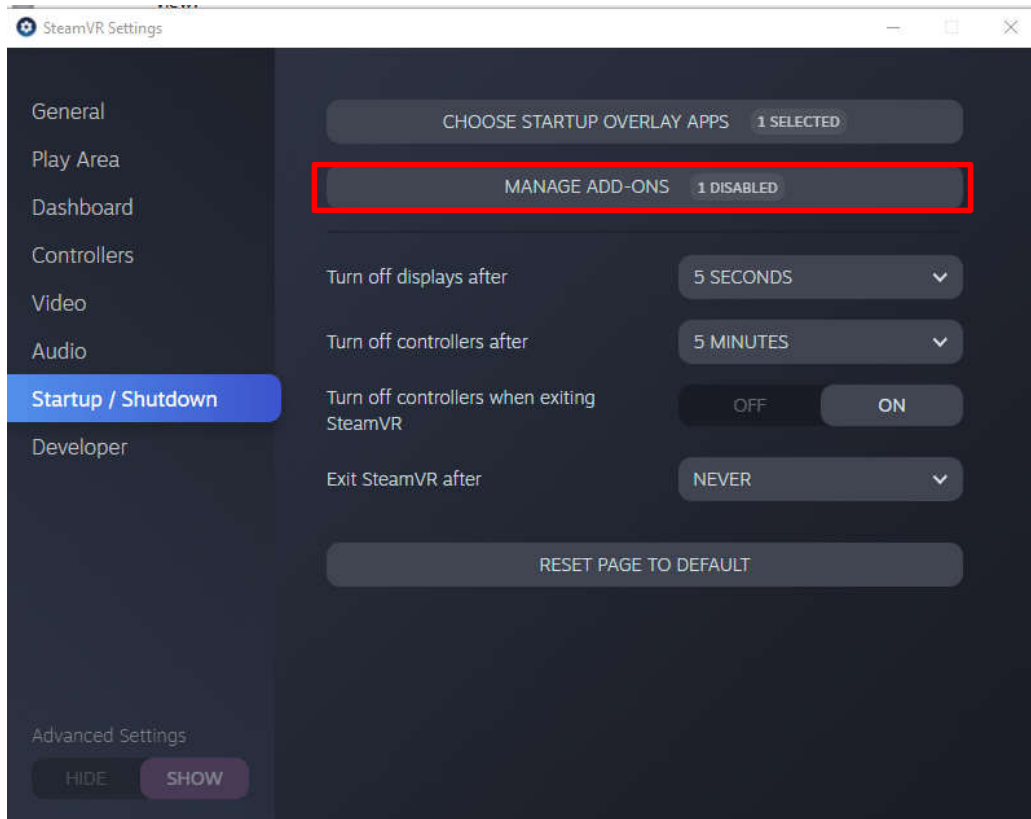 SteamVR Settings
General
Play Area
Dashboard
Controllers
Video
Audio
Startup / Shutdown
Developer
Advanced Settings
HIDE SHOW
CHOOSE STARTUP OVERLAY APPS 1 SELECTED
MANAGE ADD-ONS 1 DISABLED
Turn off displays after 5 SECONDS
Turn off controllers after 5 MINUTES
Turn off controllers when exiting
SteamVR
OFF ON
Exit SteamVR after NEVER
RESET PAGE TO DEFAULT